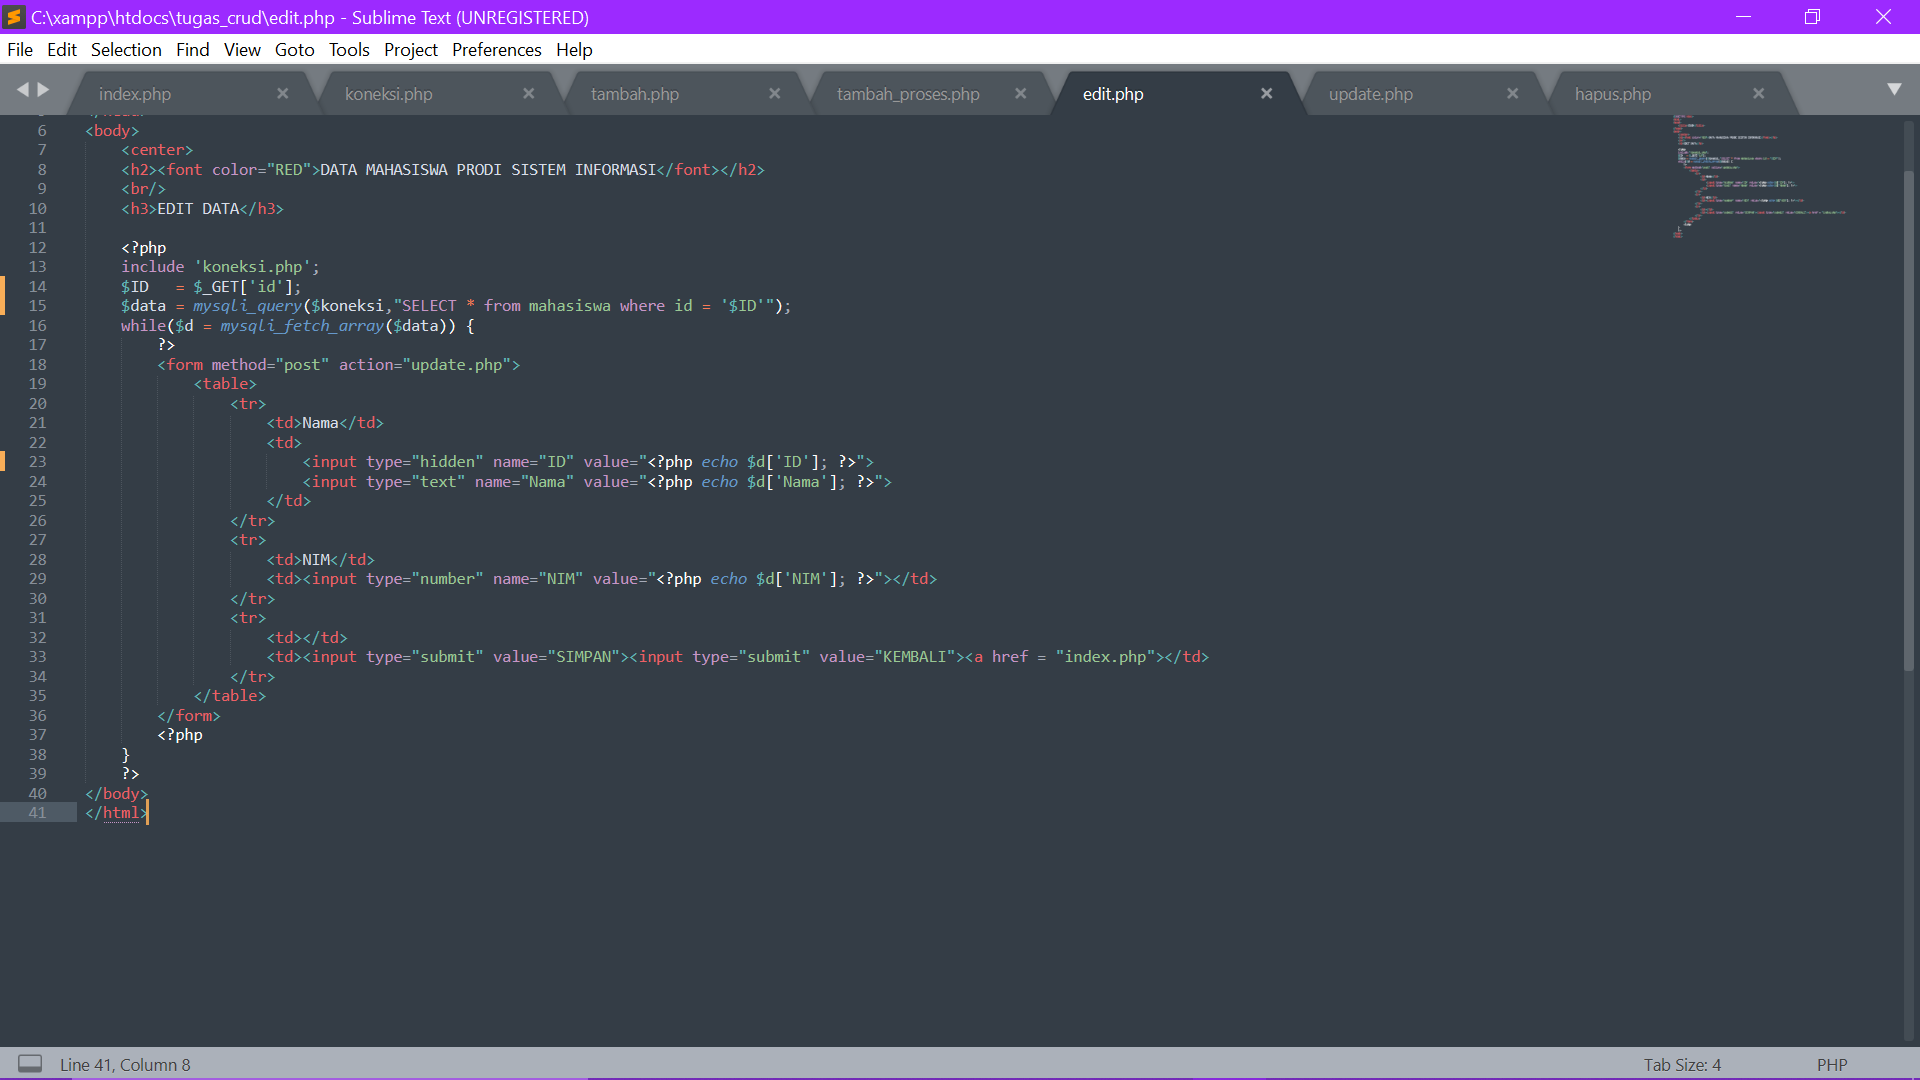 C:\xampp\htdocs\tugas_crud\edit.php - Sublime Text (UNREGISTERED)
File Edit Selection Find View Goto Tools Project Preferences Help
index.php koneksi.php tambah.php tambah_proses.php edit.php update.php hapus.php
6 <body>
7 <center>
8 <h2><font color="RED">DATA MAHASISWA PRODI SISTEM INFORMASI</font></h2>
9 <br/>
10 <h3>EDIT DATA</h3>
11
12 <?php
13 include 'koneksi.php';
14 $ID   = $_GET['id'];
15 $data = mysqli_query($koneksi,"SELECT * from mahasiswa where id = '$ID'");
16 while($d = mysqli_fetch_array($data)) {
17 ?>
18 <form method="post" action="update.php">
19 <table>
20 <tr>
21 <td>Nama</td>
22 <td>
23 <input type="hidden" name="ID" value="<?php echo $d['ID']; ?>">
24 <input type="text" name="Nama" value="<?php echo $d['Nama']; ?>">
25 </td>
26 </tr>
27 <tr>
28 <td>NIM</td>
29 <td><input type="number" name="NIM" value="<?php echo $d['NIM']; ?>"></td>
30 </tr>
31 <tr>
32 <td></td>
33 <td><input type="submit" value="SIMPAN"><input type="submit" value="KEMBALI"><a href = "index.php"></td>
34 </tr>
35 </table>
36 </form>
37 <?php
38 }
39 ?>
40 </body>
41 </html>
Line 41, Column 8 Tab Size: 4 PHP